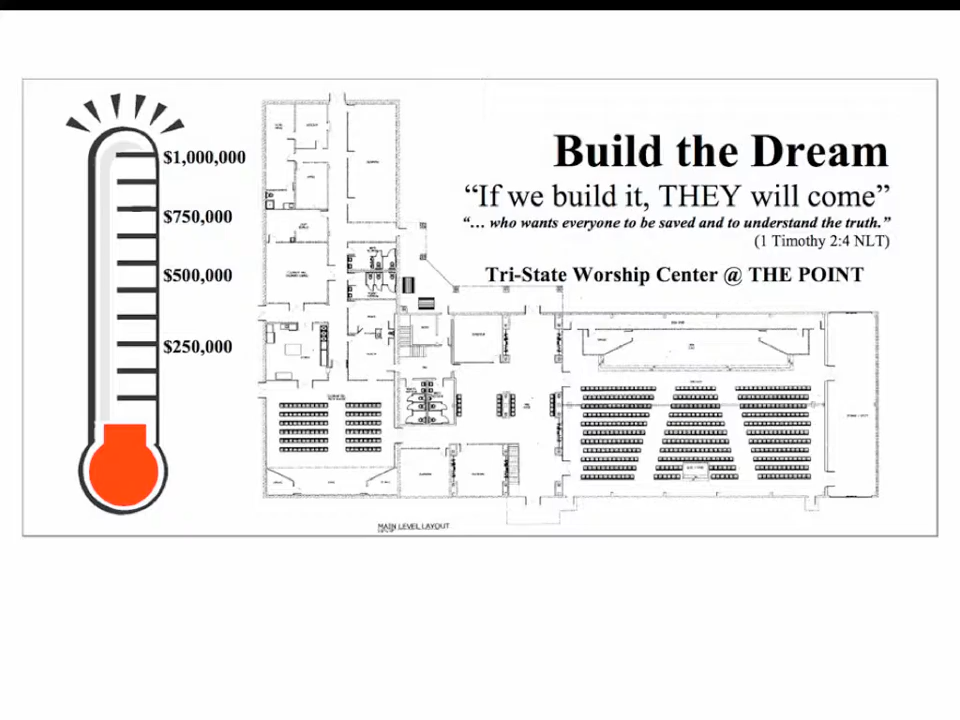 $1,000,000
$750,000
$500,000
$250,000
Build the Dream
“If we build it, THEY will come”
“… who wants everyone to be saved and to understand the truth.”
(1 Timothy 2:4 NLT)
Tri-State Worship Center @ THE POINT
MAIN LEVEL LAYOUT